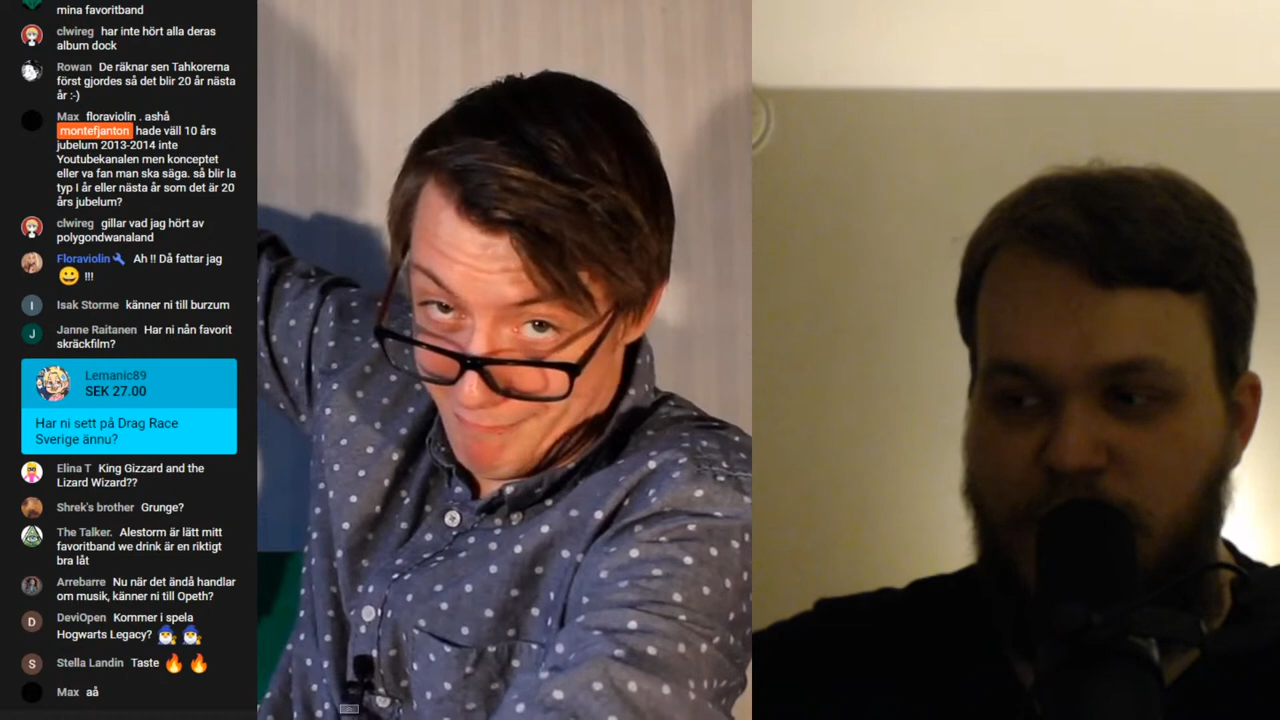 mina favoritband
clwireg har inte hört alla deras
album dock
Rowan De räknar sen Tahkorerna
först gjordes så det blir 20 år nästa
år :-)
Max floraviolin . ashå
montefjanton hade väll 10 års
jubelum 2013-2014 inte
Youtubekanalen men konceptet
eller va fan man ska säga. så blir la
typ I år eller nästa år som det är 20
års jubelum?
clwireg gillar vad jag hört av
polygondwanaland
Floraviolin Ah !! Då fattar jag
😀 !!!
I Isak Storme känner ni till burzum
J Janne Raitanen Har ni nån favorit
skräckfilm?
Lemanic89
SEK 27.00
Har ni sett på Drag Race
Sverige ännu?
Elina T King Gizzard and the
Lizard Wizard??
Shrek's brother Grunge?
The Talker. Alestorm är lätt mitt
favoritband we drink är en riktigt
bra låt
Arrebarre Nu när det ändå handlar
om musik, känner ni till Opeth?
D DeviOpen Kommer i spela
Hogwarts Legacy?
S Stella Landin Taste 🔥 🔥
Max aå